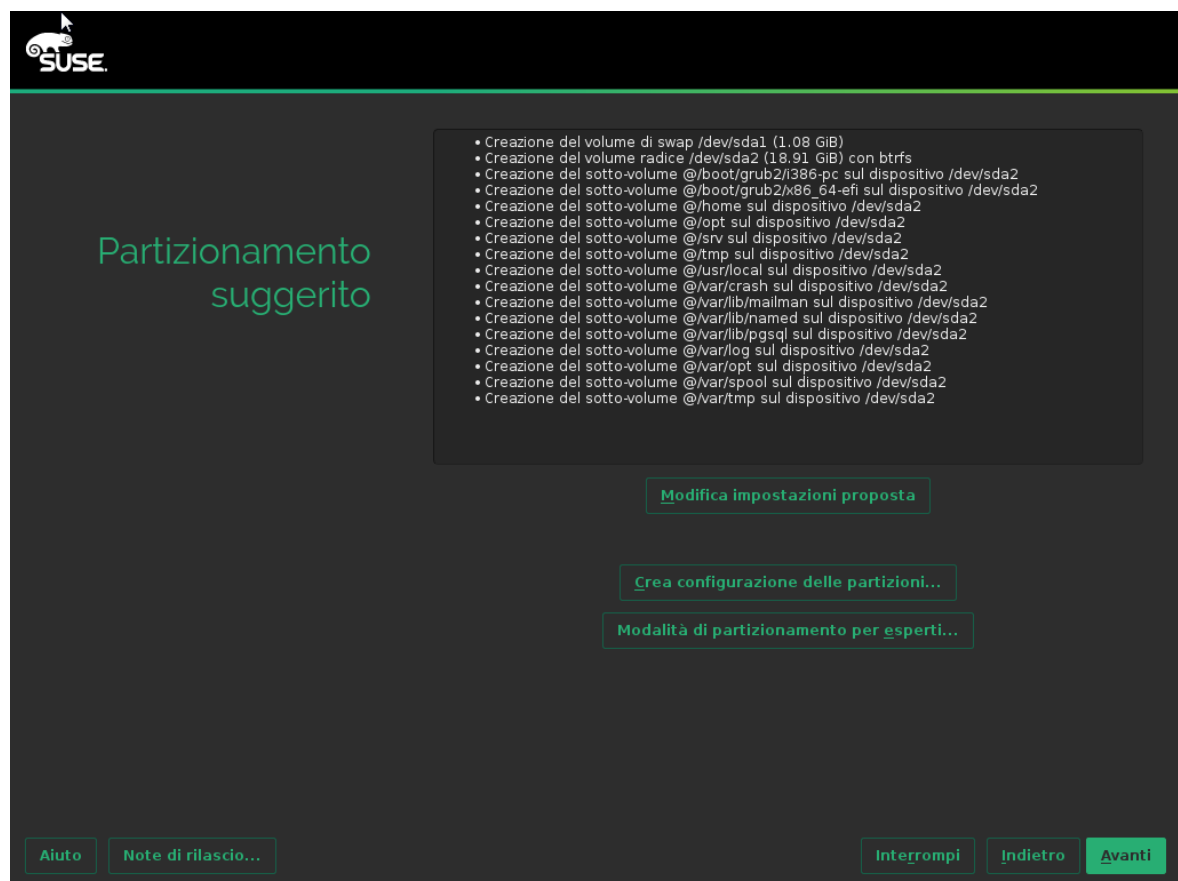 SUSE.
Partizionamento
suggerito
• Creazione del volume di swap /dev/sda1 (1.08 GiB)
• Creazione del volume radice /dev/sda2 (18.91 GiB) con btrfs
• Creazione del sotto-volume @/boot/grub2/i386-pc sul dispositivo /dev/sda2
• Creazione del sotto-volume @/boot/grub2/x86_64-efi sul dispositivo /dev/sda2
• Creazione del sotto-volume @/home sul dispositivo /dev/sda2
• Creazione del sotto-volume @/opt sul dispositivo /dev/sda2
• Creazione del sotto-volume @/srv sul dispositivo /dev/sda2
• Creazione del sotto-volume @/tmp sul dispositivo /dev/sda2
• Creazione del sotto-volume @/usr/local sul dispositivo /dev/sda2
• Creazione del sotto-volume @/var/crash sul dispositivo /dev/sda2
• Creazione del sotto-volume @/var/lib/mailman sul dispositivo /dev/sda2
• Creazione del sotto-volume @/var/lib/named sul dispositivo /dev/sda2
• Creazione del sotto-volume @/var/lib/pgsql sul dispositivo /dev/sda2
• Creazione del sotto-volume @/var/log sul dispositivo /dev/sda2
• Creazione del sotto-volume @/var/opt sul dispositivo /dev/sda2
• Creazione del sotto-volume @/var/spool sul dispositivo /dev/sda2
• Creazione del sotto-volume @/var/tmp sul dispositivo /dev/sda2
Modifica impostazioni proposta
Crea configurazione delle partizioni...
Modalità di partizionamento per esperti...
Aiuto
Note di rilascio...
Interrompi
Indietro
Avanti